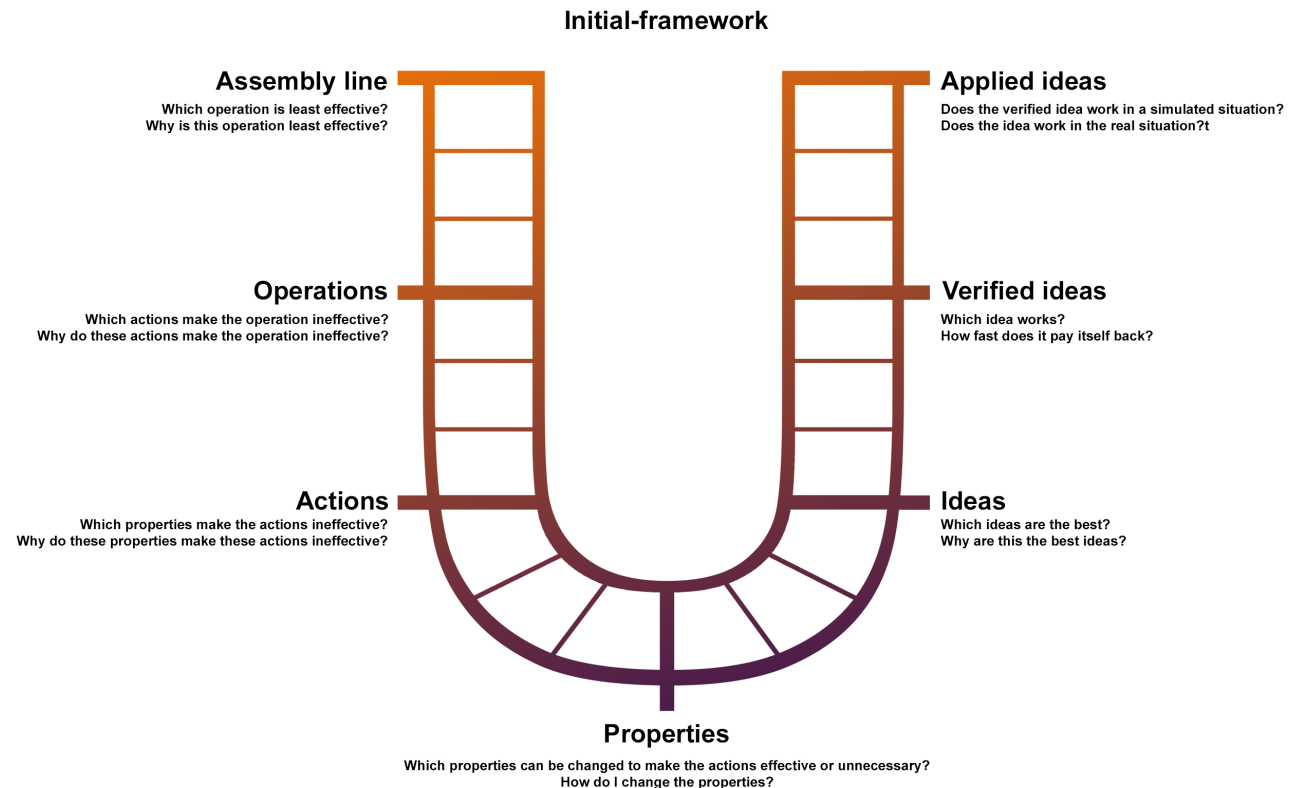 Initial-framework
Assembly line
Which operation is least effective?
Why is this operation least effective?
Operations
Which actions make the operation ineffective?
Why do these actions make the operation ineffective?
Actions
Which properties make the actions ineffective?
Why do these properties make these actions ineffective?
Properties
Which properties can be changed to make the actions effective or unnecessary?
How do I change the properties?
Ideas
Which ideas are the best?
Why are this the best ideas?
Verified ideas
Which idea works?
How fast does it pay itself back?
Applied ideas
Does the verified idea work in a simulated situation?
Does the idea work in the real situation?t